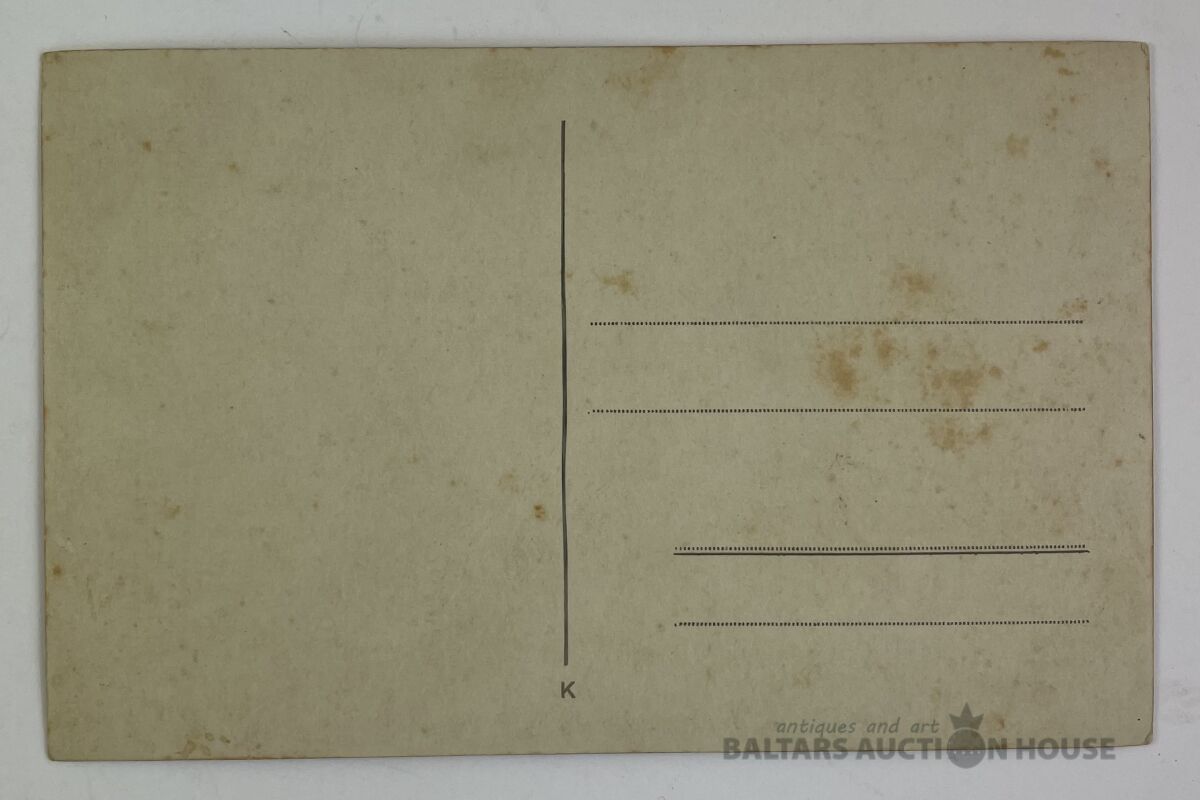 K
antiques and art
BALTARS AUCTION HOUSE